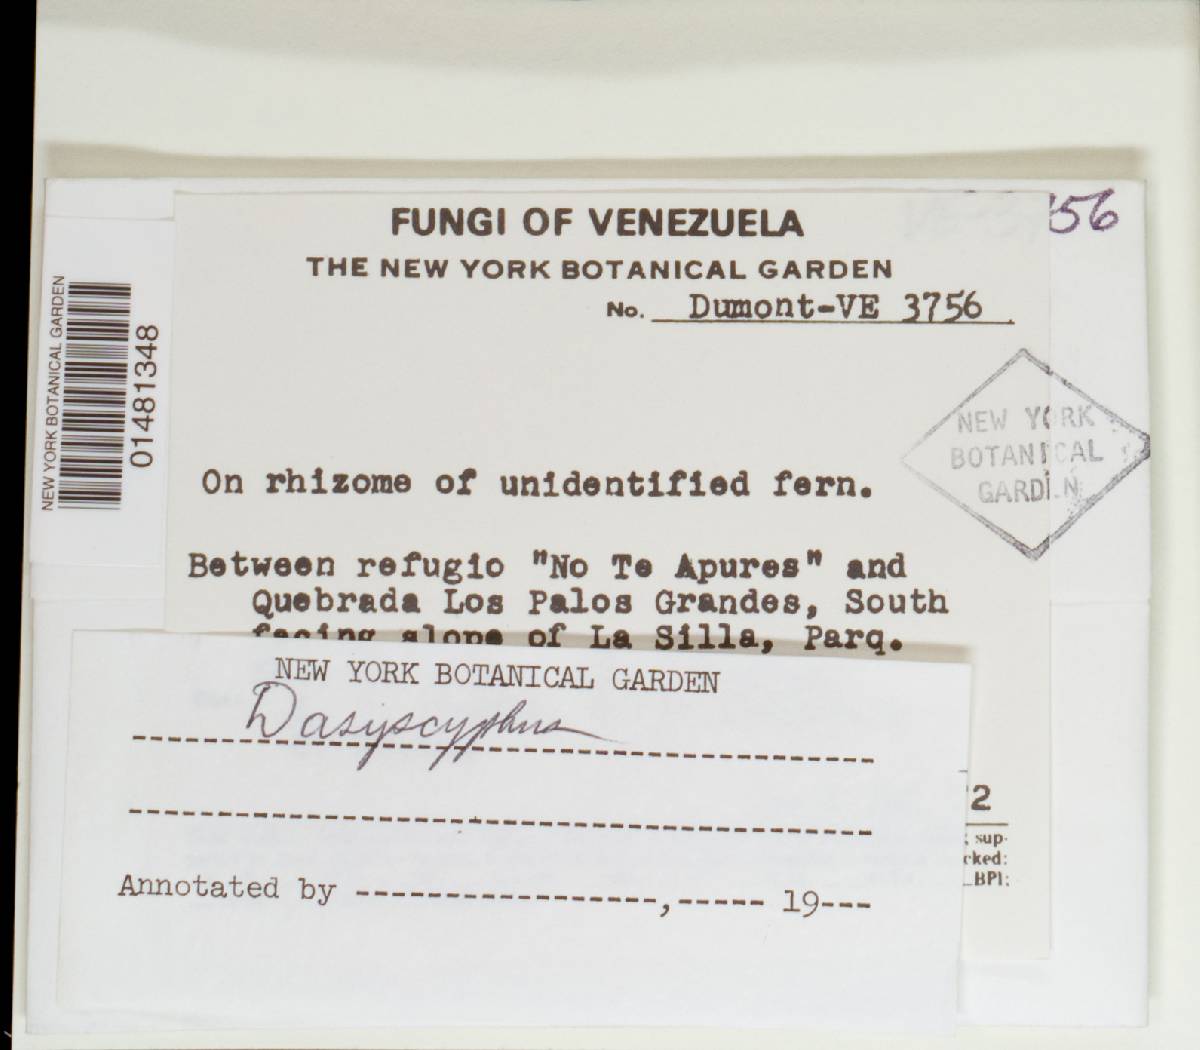 FUNGI OF VENEZUELA
THE NEW YORK BOTANICAL GARDEN
No. Dumont-VE 3756
56
NEW YORK BOTANICAL GARDEN
01481348
NEW YORK
BOTANICAL
GARDEN
On rhizome of unidentified fern.
Between refugio "No Te Apures" and
Quebrada Los Palos Grandes, South
facing slope of La Silla, Parq.
NEW YORK BOTANICAL GARDEN
Dasyscyphus
Annotated by ----------------,----- 19---
2
; sup-
cked:
BPI: